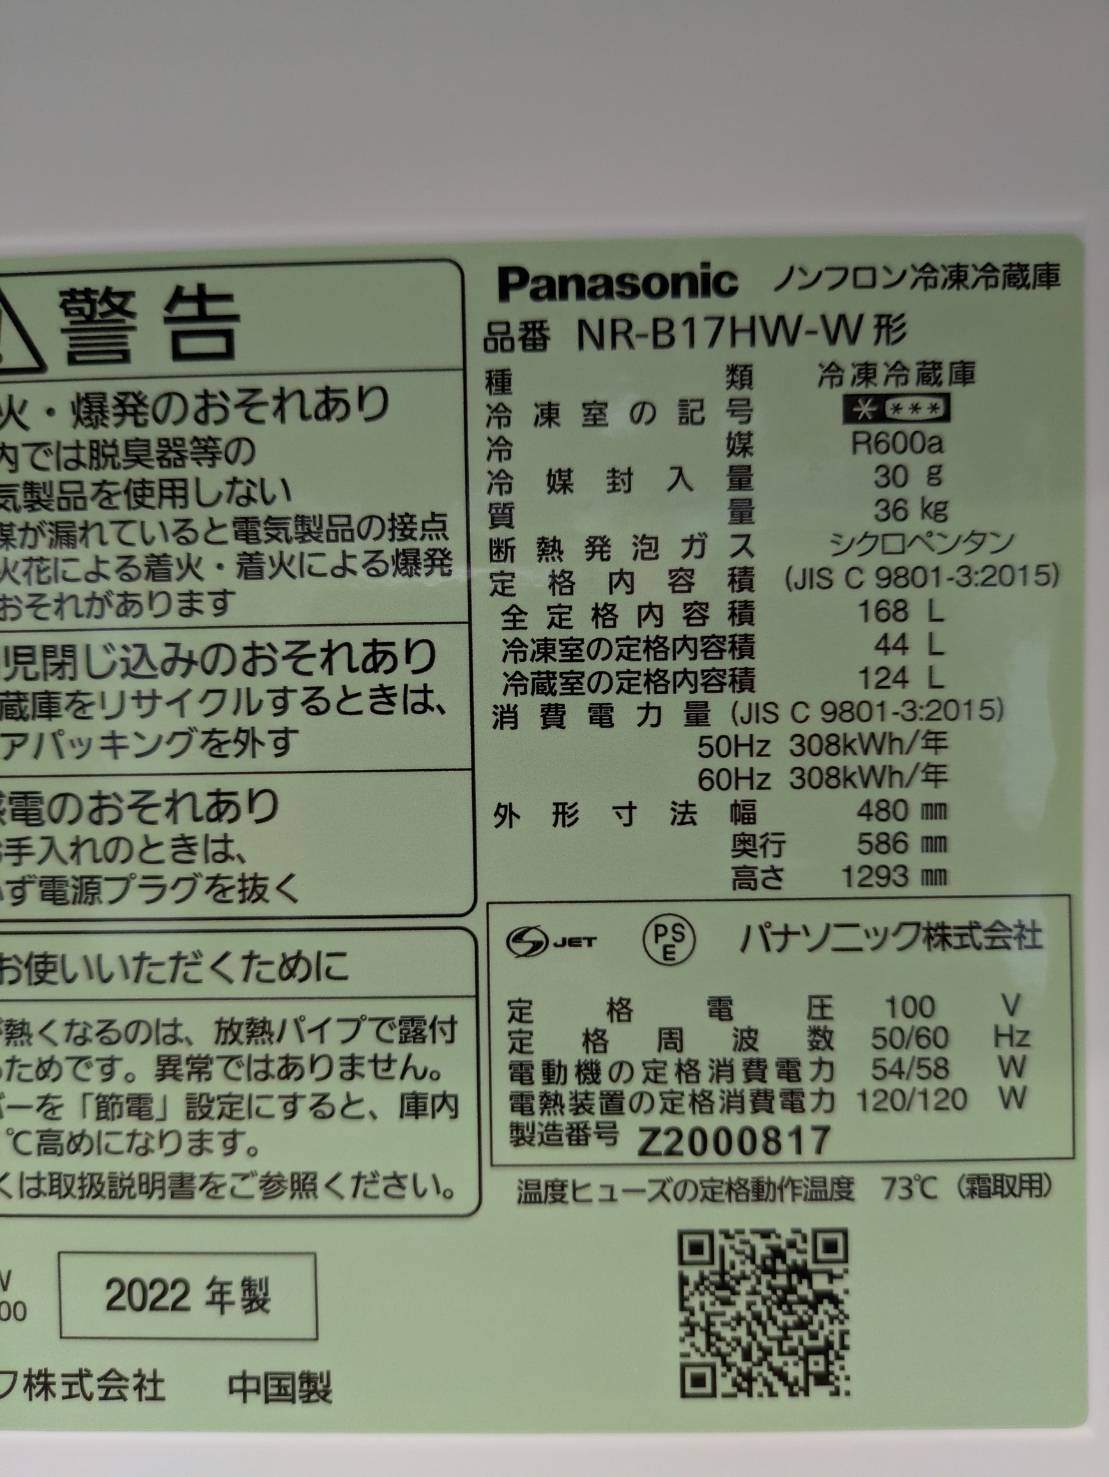 警告
火・爆発のおそれあり
内では脱臭器等の
気製品を使用しない
媒が漏れていると電気製品の接点
火花による着火・着火による爆発
おそれがあります
児閉じ込みのおそれあり
蔵庫をリサイクルするときは、
アパッキングを外す
感電のおそれあり
お手入れのときは、
ず電源プラグを抜く
お使いいただくために
が熱くなるのは、放熱パイプで露付
ためです。異常ではありません。
バーを「節電」設定にすると、庫内
℃高めになります。
くは取扱説明書をご参照ください。
W
00
2022 年製
ク株式会社 中国製
Panasonic ノンフロン冷凍冷蔵庫
品番 NR-B17HW-W形
種類 冷凍冷蔵庫
冷凍室の記号 ＊ ＊＊＊
冷媒 R600a
冷媒封入量 30 g
質量 36 kg
断熱発泡ガス シクロペンタン
定格内容積 (JIS C 9801-3:2015)
全定格内容積 168 L
冷凍室の定格内容積 44 L
冷蔵室の定格内容積 124 L
消費電力量 (JIS C 9801-3:2015)
50Hz 308kWh/年
60Hz 308kWh/年
外形寸法 幅 480 mm
奥行 586 mm
高さ 1293 mm
JET PSE パナソニック株式会社
定格電圧 100 V
定格周波数 50/60 Hz
電動機の定格消費電力 54/58 W
電熱装置の定格消費電力 120/120 W
製造番号 Z2000817
温度ヒューズの定格動作温度 73℃（霜取用）